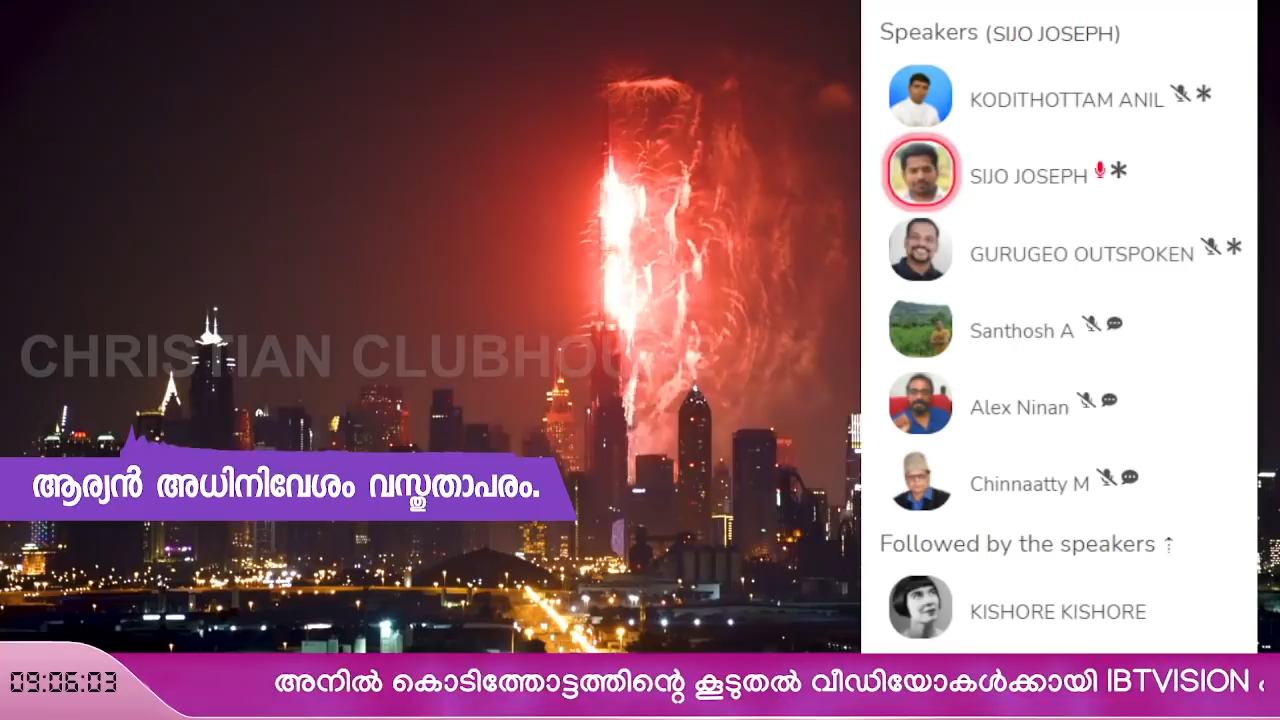 Speakers (SIJO JOSEPH)
KODITHOTTAM ANIL
SIJO JOSEPH
GURUGEO OUTSPOKEN
Santhosh A
Alex Ninan
Chinnaatty M
Followed by the speakers ⇡
KISHORE KISHORE
CHRISTIAN CLUBHOUSE
ആര്യൻ അധിനിവേശം വസ്തുതാപരം.
09:06:03
അനിൽ കൊടിത്തോട്ടത്തിന്റെ കൂടുതൽ വീഡിയോകൾക്കായി IBTVISION